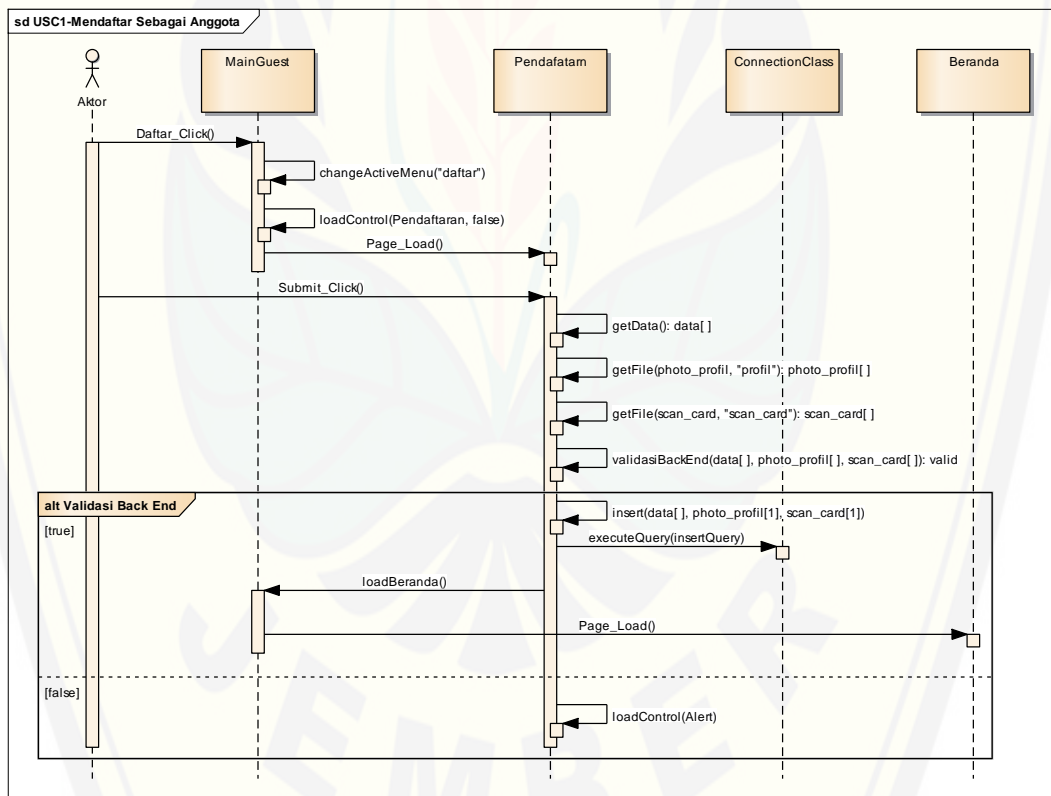 sd USC1-Mendaftar Sebagai Anggota
Aktor
MainGuest
Pendafatarn
ConnectionClass
Beranda
Daftar_Click()
changeActiveMenu("daftar")
loadControl(Pendaftaran, false)
Page_Load()
Submit_Click()
getData(): data[ ]
getFile(photo_profil, "profil"): photo_profil[ ]
getFile(scan_card, "scan_card"): scan_card[ ]
validasiBackEnd(data[ ], photo_profil[ ], scan_card[ ]): valid
alt Validasi Back End
[true]
insert(data[ ], photo_profil[1], scan_card[1])
executeQuery(insertQuery)
loadBeranda()
Page_Load()
[false]
loadControl(Alert)
JEMBER